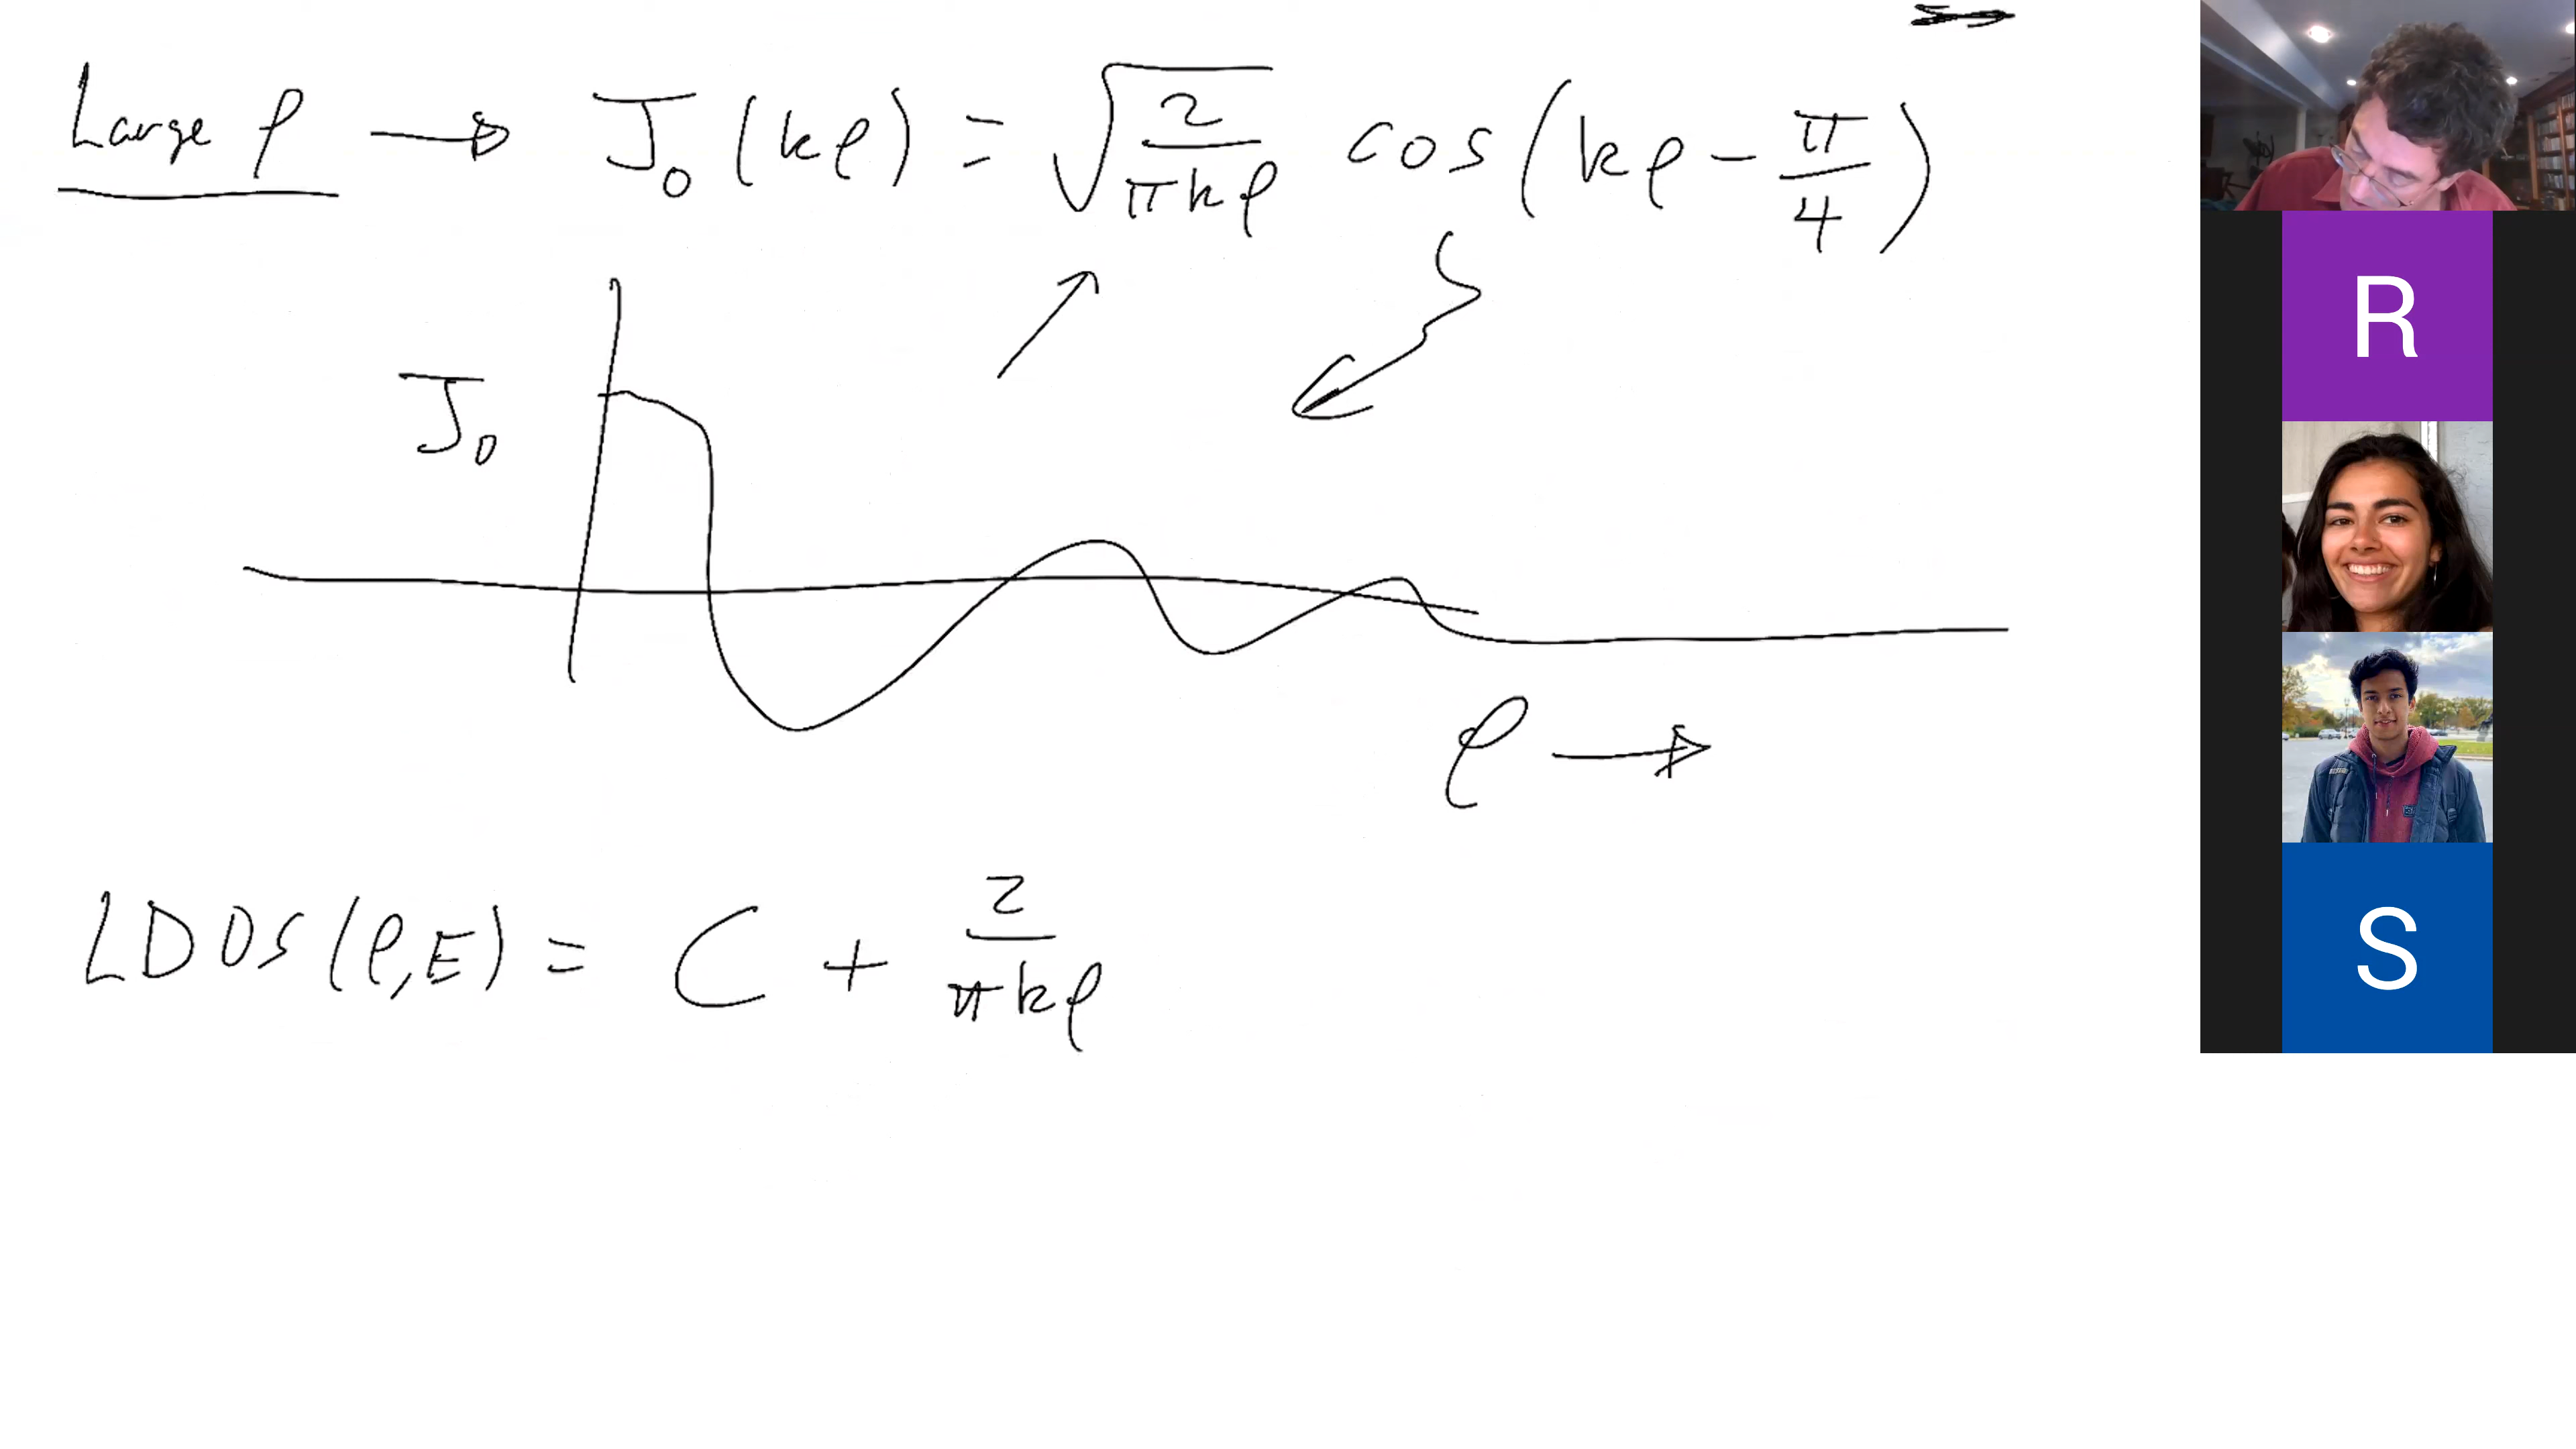 Large ρ → J₀(kρ) = √(2/(πkρ)) cos(kρ − π/4)
J₀
ρ →
LDOS(ρ,E) = C + 2/(πkρ)
R
S